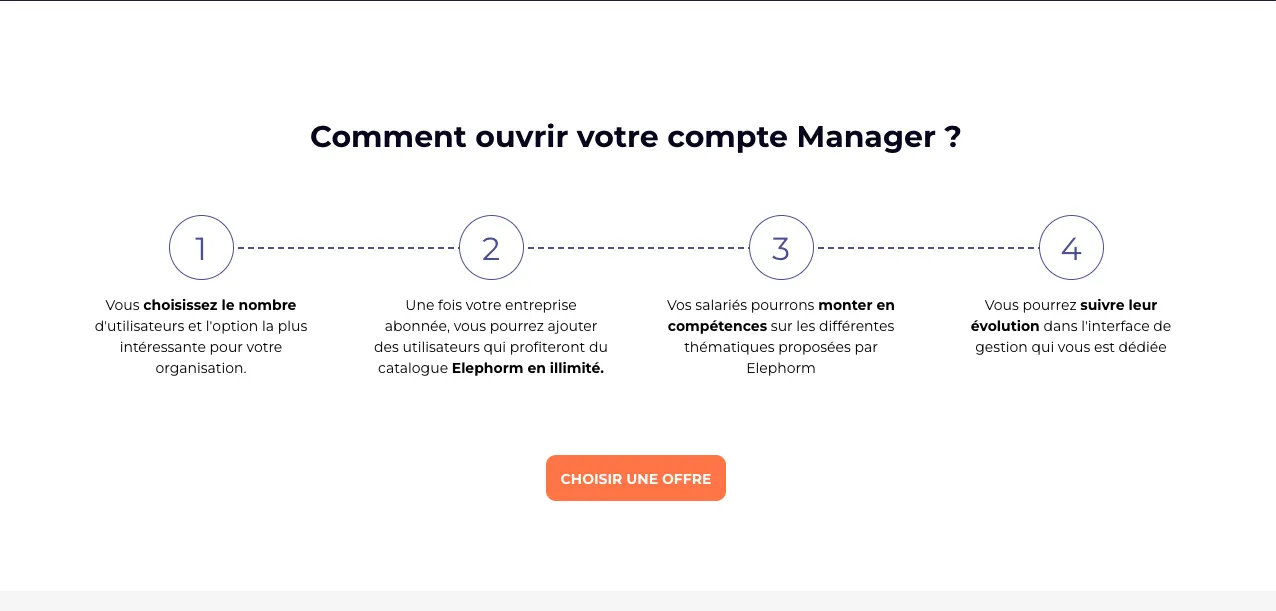 Comment ouvrir votre compte Manager ?
1
2
3
4
Vous choisissez le nombre
d'utilisateurs et l'option la plus
intéressante pour votre
organisation.
Une fois votre entreprise
abonnée, vous pourrez ajouter
des utilisateurs qui profiteront du
catalogue Elephorm en illimité.
Vos salariés pourrons monter en
compétences sur les différentes
thématiques proposées par
Elephorm
Vous pourrez suivre leur
évolution dans l'interface de
gestion qui vous est dédiée
CHOISIR UNE OFFRE